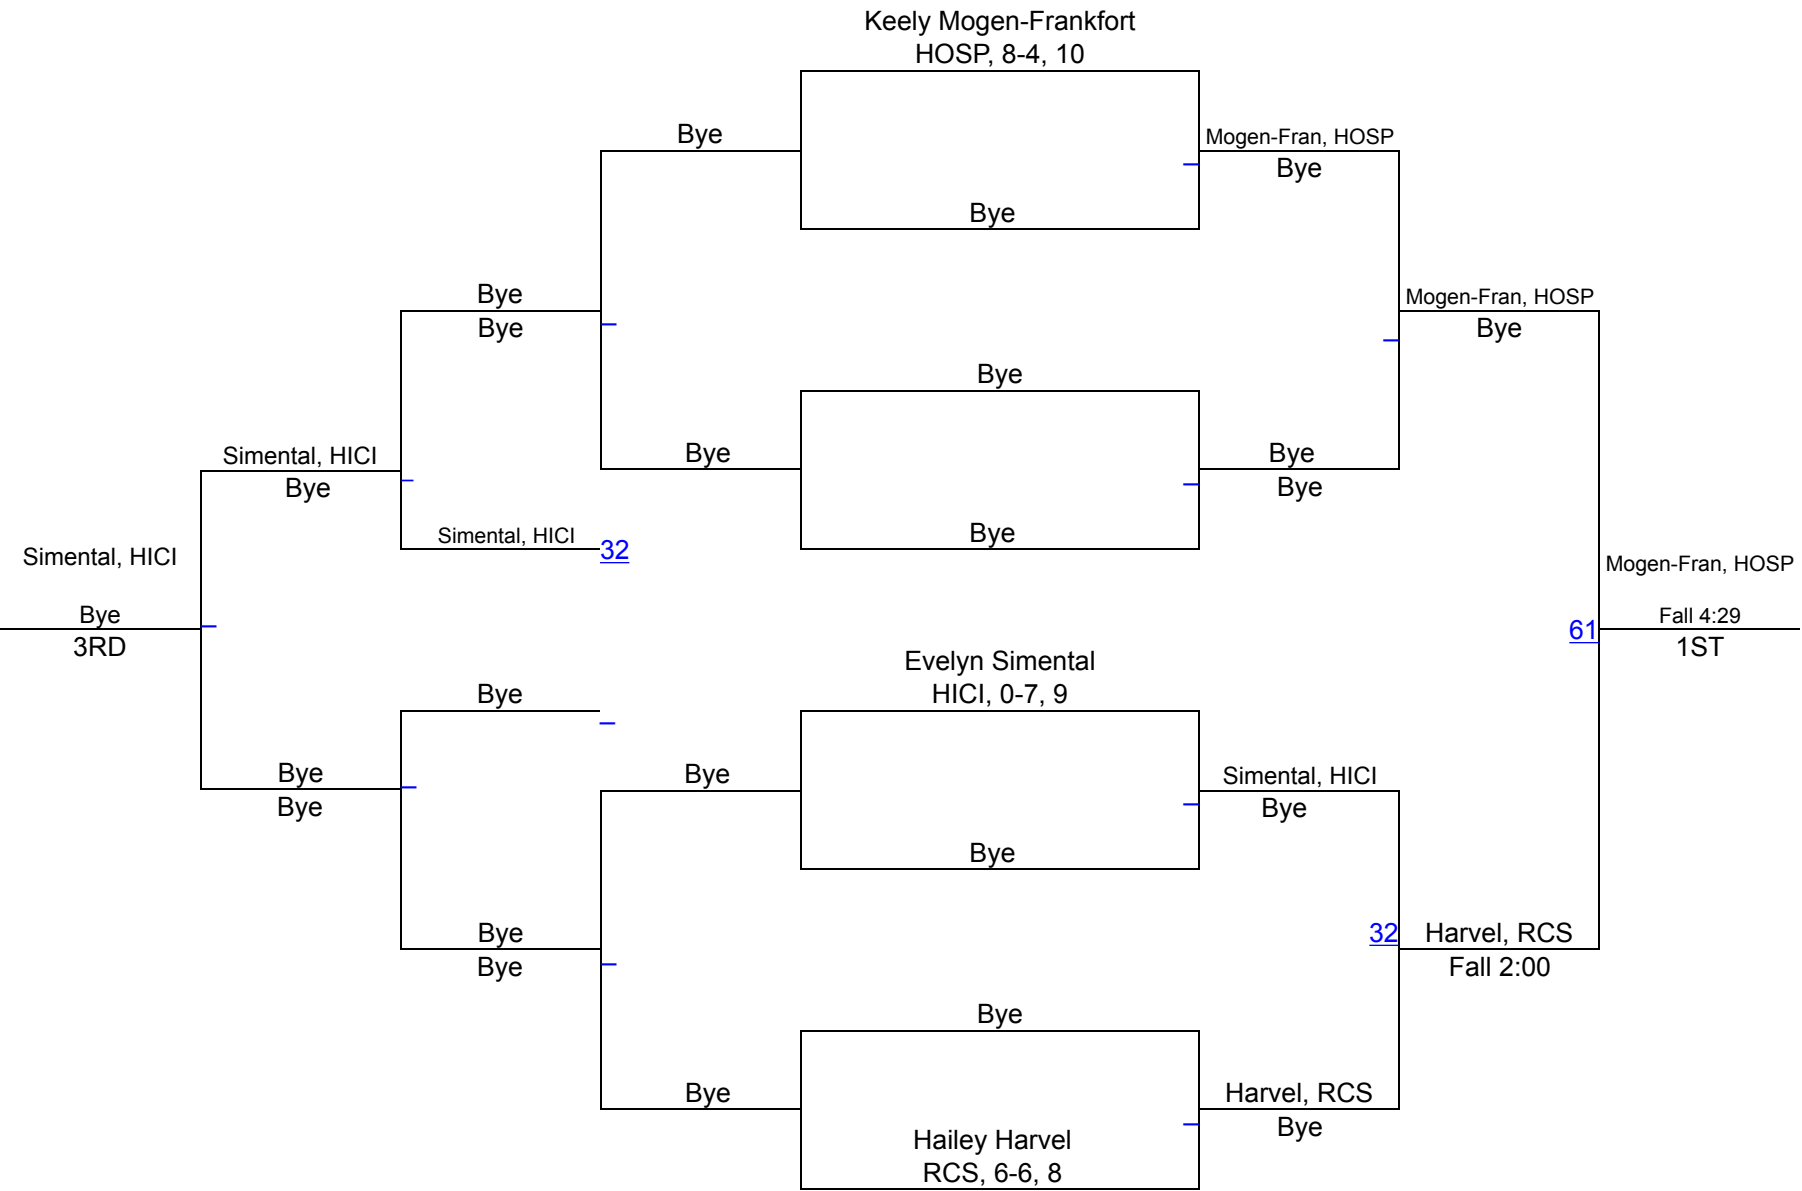 Keely Mogen-Frankfort
HOSP, 8-4, 10
Bye
Mogen-Fran, HOSP
Bye
Bye
Bye
Bye
Mogen-Fran, HOSP
Bye
Bye
Simental, HICI
Bye
Bye
Bye
Bye
Bye
Simental, HICI
32
Simental, HICI
Bye
3RD
Mogen-Fran, HOSP
Fall 4:29
61
1ST
Evelyn Simental
HICI, 0-7, 9
Bye
Bye
Bye
Bye
Simental, HICI
Bye
Bye
Bye
Bye
32
Harvel, RCS
Fall 2:00
Bye
Bye
Harvel, RCS
Bye
Hailey Harvel
RCS, 6-6, 8